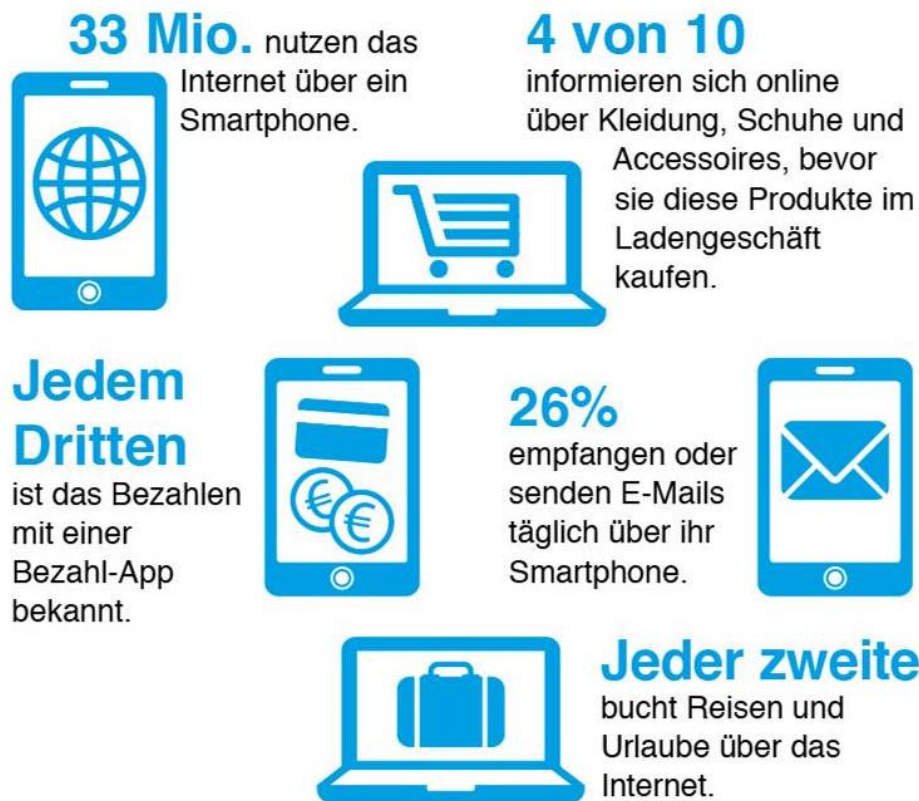 33 Mio. nutzen das
Internet über ein
Smartphone.
4 von 10
informieren sich online
über Kleidung, Schuhe und
Accessoires, bevor
sie diese Produkte im
Ladengeschäft
kaufen.
Jedem
Dritten
ist das Bezahlen
mit einer
Bezahl-App
bekannt.
€
€
26%
empfangen oder
senden E-Mails
täglich über ihr
Smartphone.
Jeder zweite
bucht Reisen und
Urlaube über das
Internet.